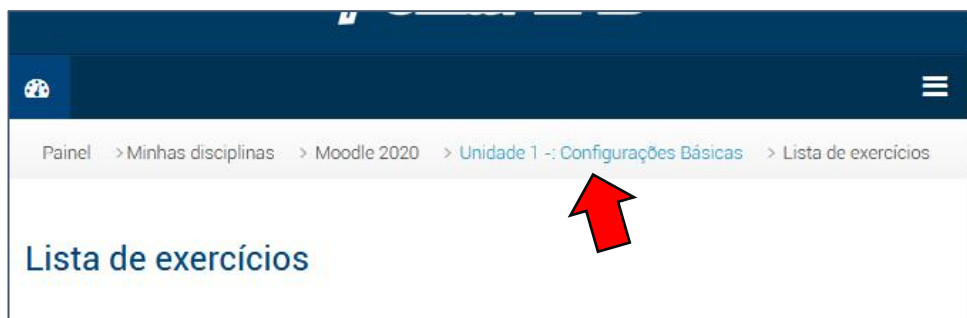 Painel > Minhas disciplinas > Moodle 2020 > Unidade 1 -: Configurações Básicas > Lista de exercícios
Lista de exercícios